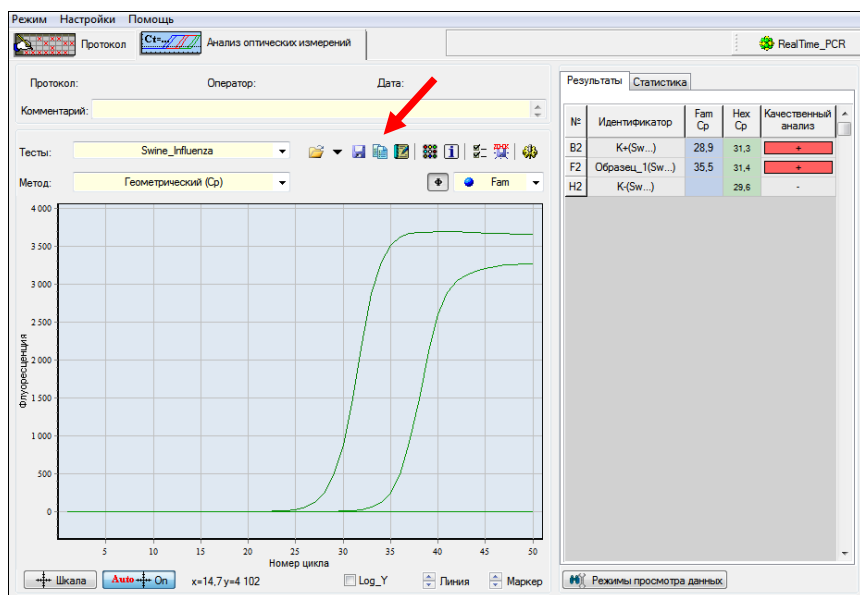 Режим Настройки Помощь
Протокол
Ct=..
Анализ оптических измерений
RealTime_PCR
Протокол: Оператор: Дата:
Комментарий:
Результаты Статистика
№ Идентификатор Fam Cp Hex Cp Качественный анализ
B2 K+(Sw...) 28,9 31,3 +
F2 Образец_1(Sw...) 35,5 31,4 +
H2 K-(Sw...) 29,6 -
Тесты: Swine_Influenza
Метод: Геометрический (Cp) Ф Fam
4 000
3 500
3 000
2 500
2 000
1 500
1 000
500
0
Флуоресценция
5 10 15 20 25 30 35 40 45 50
Номер цикла
Шкала Auto On x=14,7 y=4 102 Log_Y Линия Маркер
Режимы просмотра данных